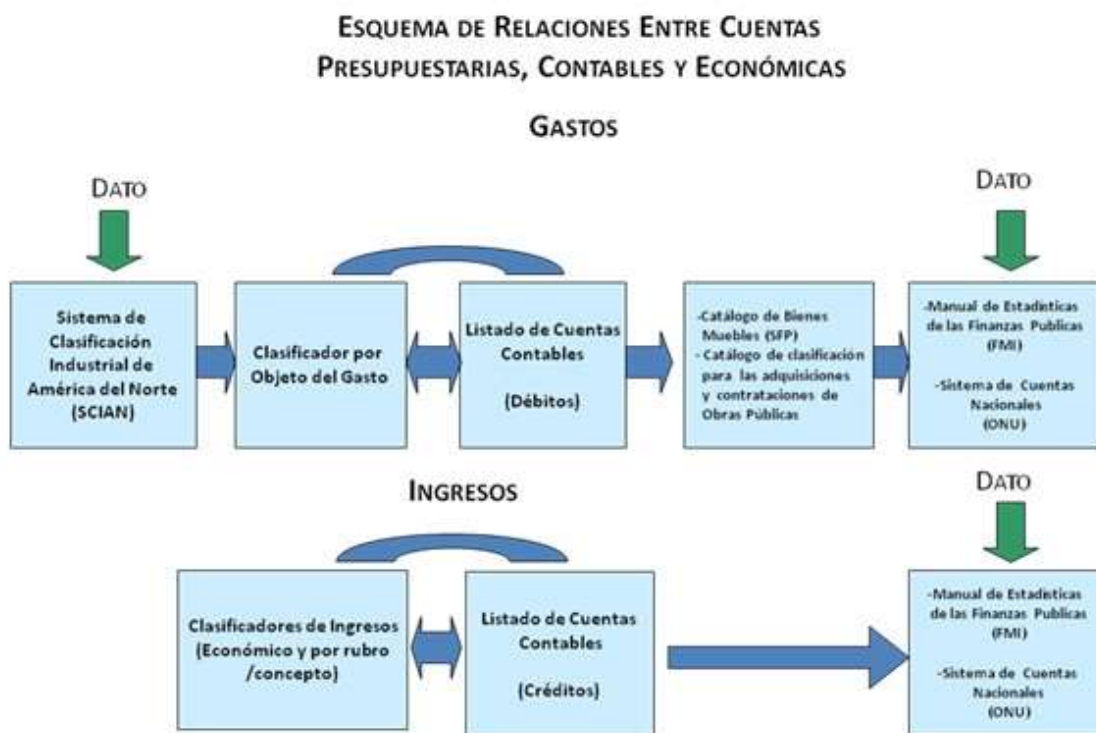 ESQUEMA DE RELACIONES ENTRE CUENTAS
PRESUPUESTARIAS, CONTABLES Y ECONÓMICAS
GASTOS
DATO
DATO
Sistema de
Clasificación
Industrial de
América del Norte
(SCIAN)
Clasificador por
Objeto del Gasto
Listado de Cuentas
Contables
(Débitos)
-Catálogo de Bienes
Muebles (SFP)
- Catálogo de clasificación
para las adquisiciones
y contrataciones de
Obras Públicas
-Manual de Estadísticas
de las Finanzas Publicas
(FMI)
-Sistema de Cuentas
Nacionales
(ONU)
INGRESOS
DATO
Clasificadores de Ingresos
(Económico y por rubro
/concepto)
Listado de Cuentas
Contables
(Créditos)
-Manual de Estadísticas
de las Finanzas Publicas
(FMI)
-Sistema de Cuentas
Nacionales
(ONU)